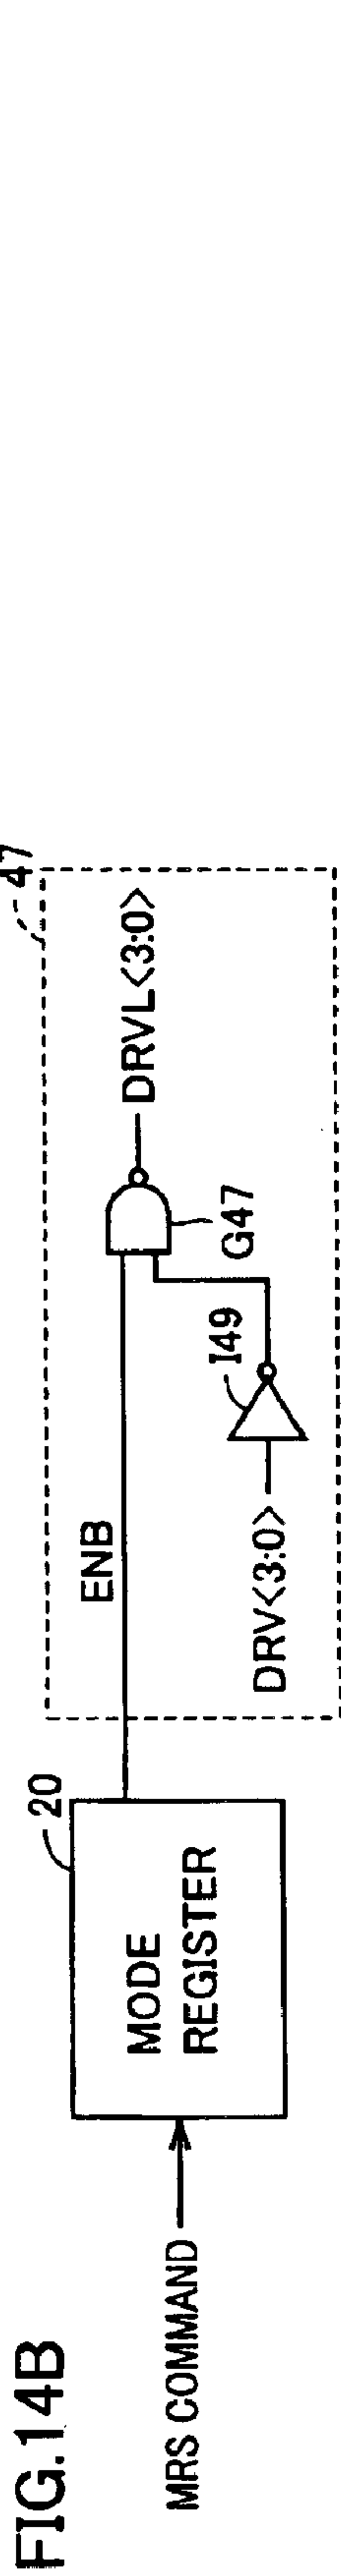 FIG.14B
MRS COMMAND
20
MODE
REGISTER
ENB
47
DRV<3:0>
I49
G47
DRVL<3:0>